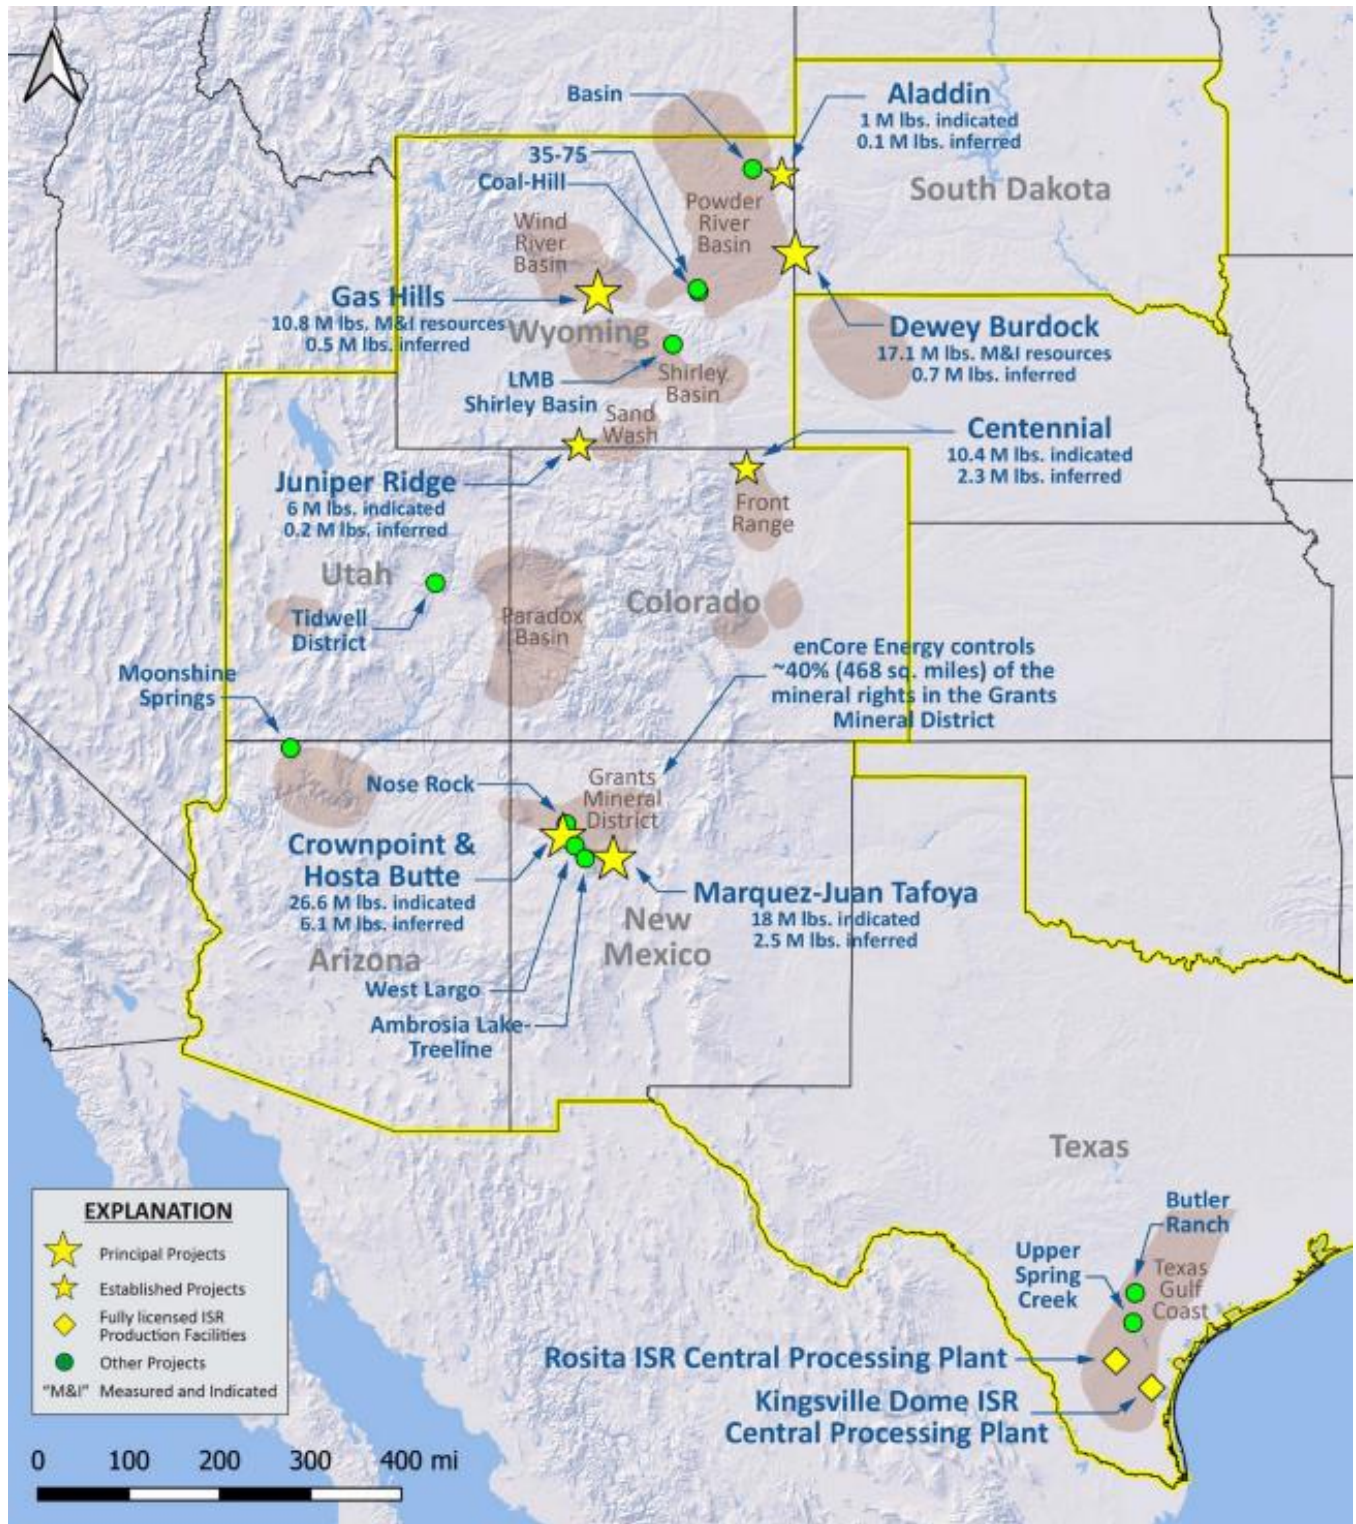 Basin
Aladdin
1 M lbs. indicated
0.1 M lbs. inferred
35-75
Coal-Hill
South Dakota
Powder
River
Basin
Wind
River
Basin
Gas Hills
10.8 M lbs. M&I resources
0.5 M lbs. inferred
Wyoming
Dewey Burdock
17.1 M lbs. M&I resources
0.7 M lbs. inferred
LMB
Shirley Basin
Shirley
Basin
Sand
Wash
Centennial
10.4 M lbs. indicated
2.3 M lbs. inferred
Juniper Ridge
6 M lbs. indicated
0.2 M lbs. inferred
Front
Range
Utah
Tidwell
District
Paradox
Basin
Colorado
enCore Energy controls
~40% (468 sq. miles) of the
mineral rights in the Grants
Mineral District
Moonshine
Springs
Nose Rock
Grants
Mineral
District
Crownpoint &
Hosta Butte
26.6 M lbs. indicated
6.1 M lbs. inferred
Marquez-Juan Tafoya
18 M lbs. indicated
2.5 M lbs. inferred
New
Mexico
Arizona
West Largo
Ambrosia Lake-
Treeline
Texas
Butler
Ranch
Upper
Spring
Creek
Texas
Gulf
Coast
Rosita ISR Central Processing Plant
Kingsville Dome ISR
Central Processing Plant
EXPLANATION
Principal Projects
Established Projects
Fully licensed ISR
Production Facilities
Other Projects
"M&I" Measured and Indicated
0 100 200 300 400 mi